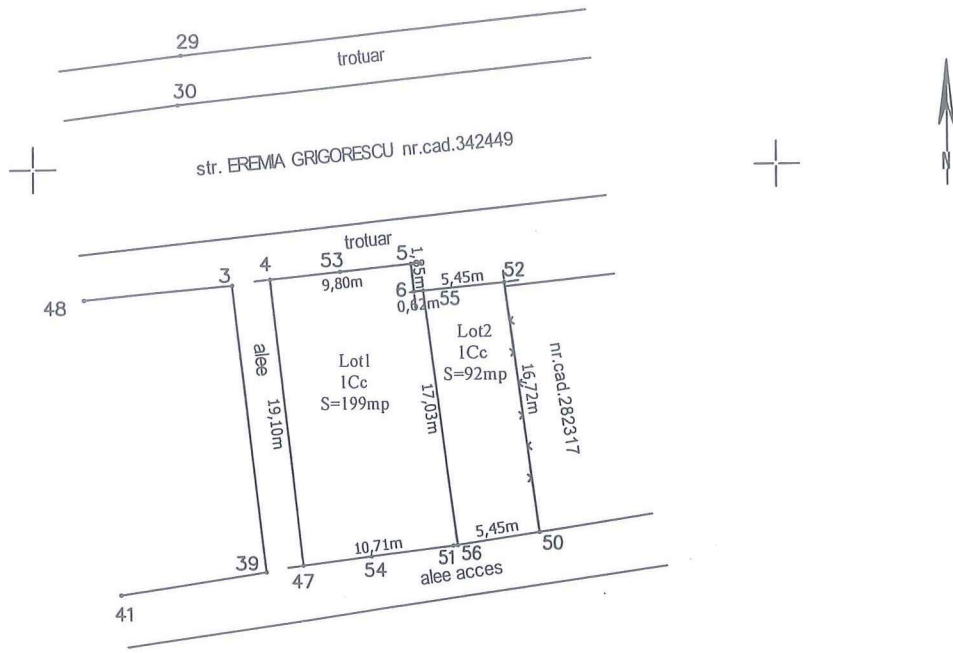 29
trotuar
30
str. EREMIA GRIGORESCU nr.cad.342449
N
trotuar
48
3
4
53
9,80m
5
1,85m
6
0,62m
55
5,45m
52
alee
19,10m
Lot1
1Cc
S=199mp
17,03m
Lot2
1Cc
S=92mp
16,72m
nr.cad.282317
41
39
47
10,71m
54
51
56
5,45m
50
alee acces